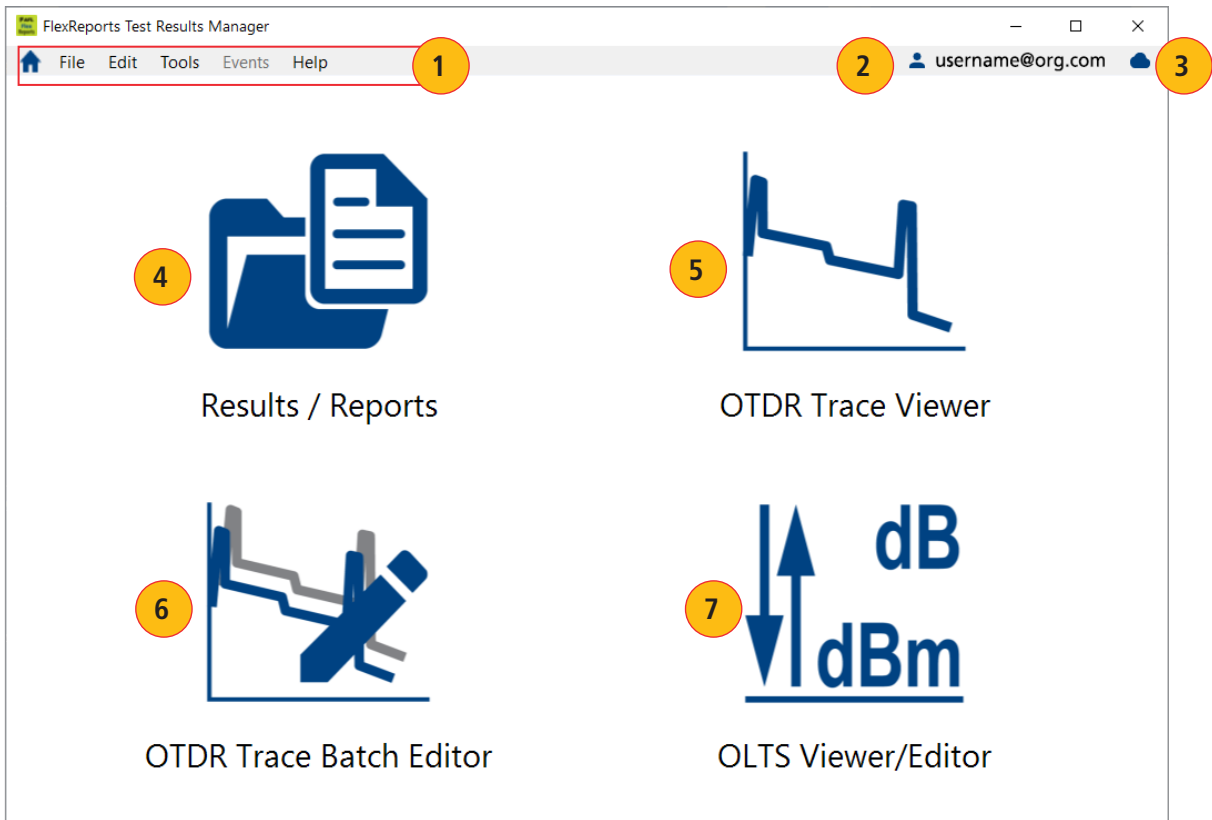 FlexReports Test Results Manager
File Edit Tools Events Help 1 2 username@org.com 3
4 5
Results / Reports OTDR Trace Viewer
6 7 dB
dBm
OTDR Trace Batch Editor OLTS Viewer/Editor